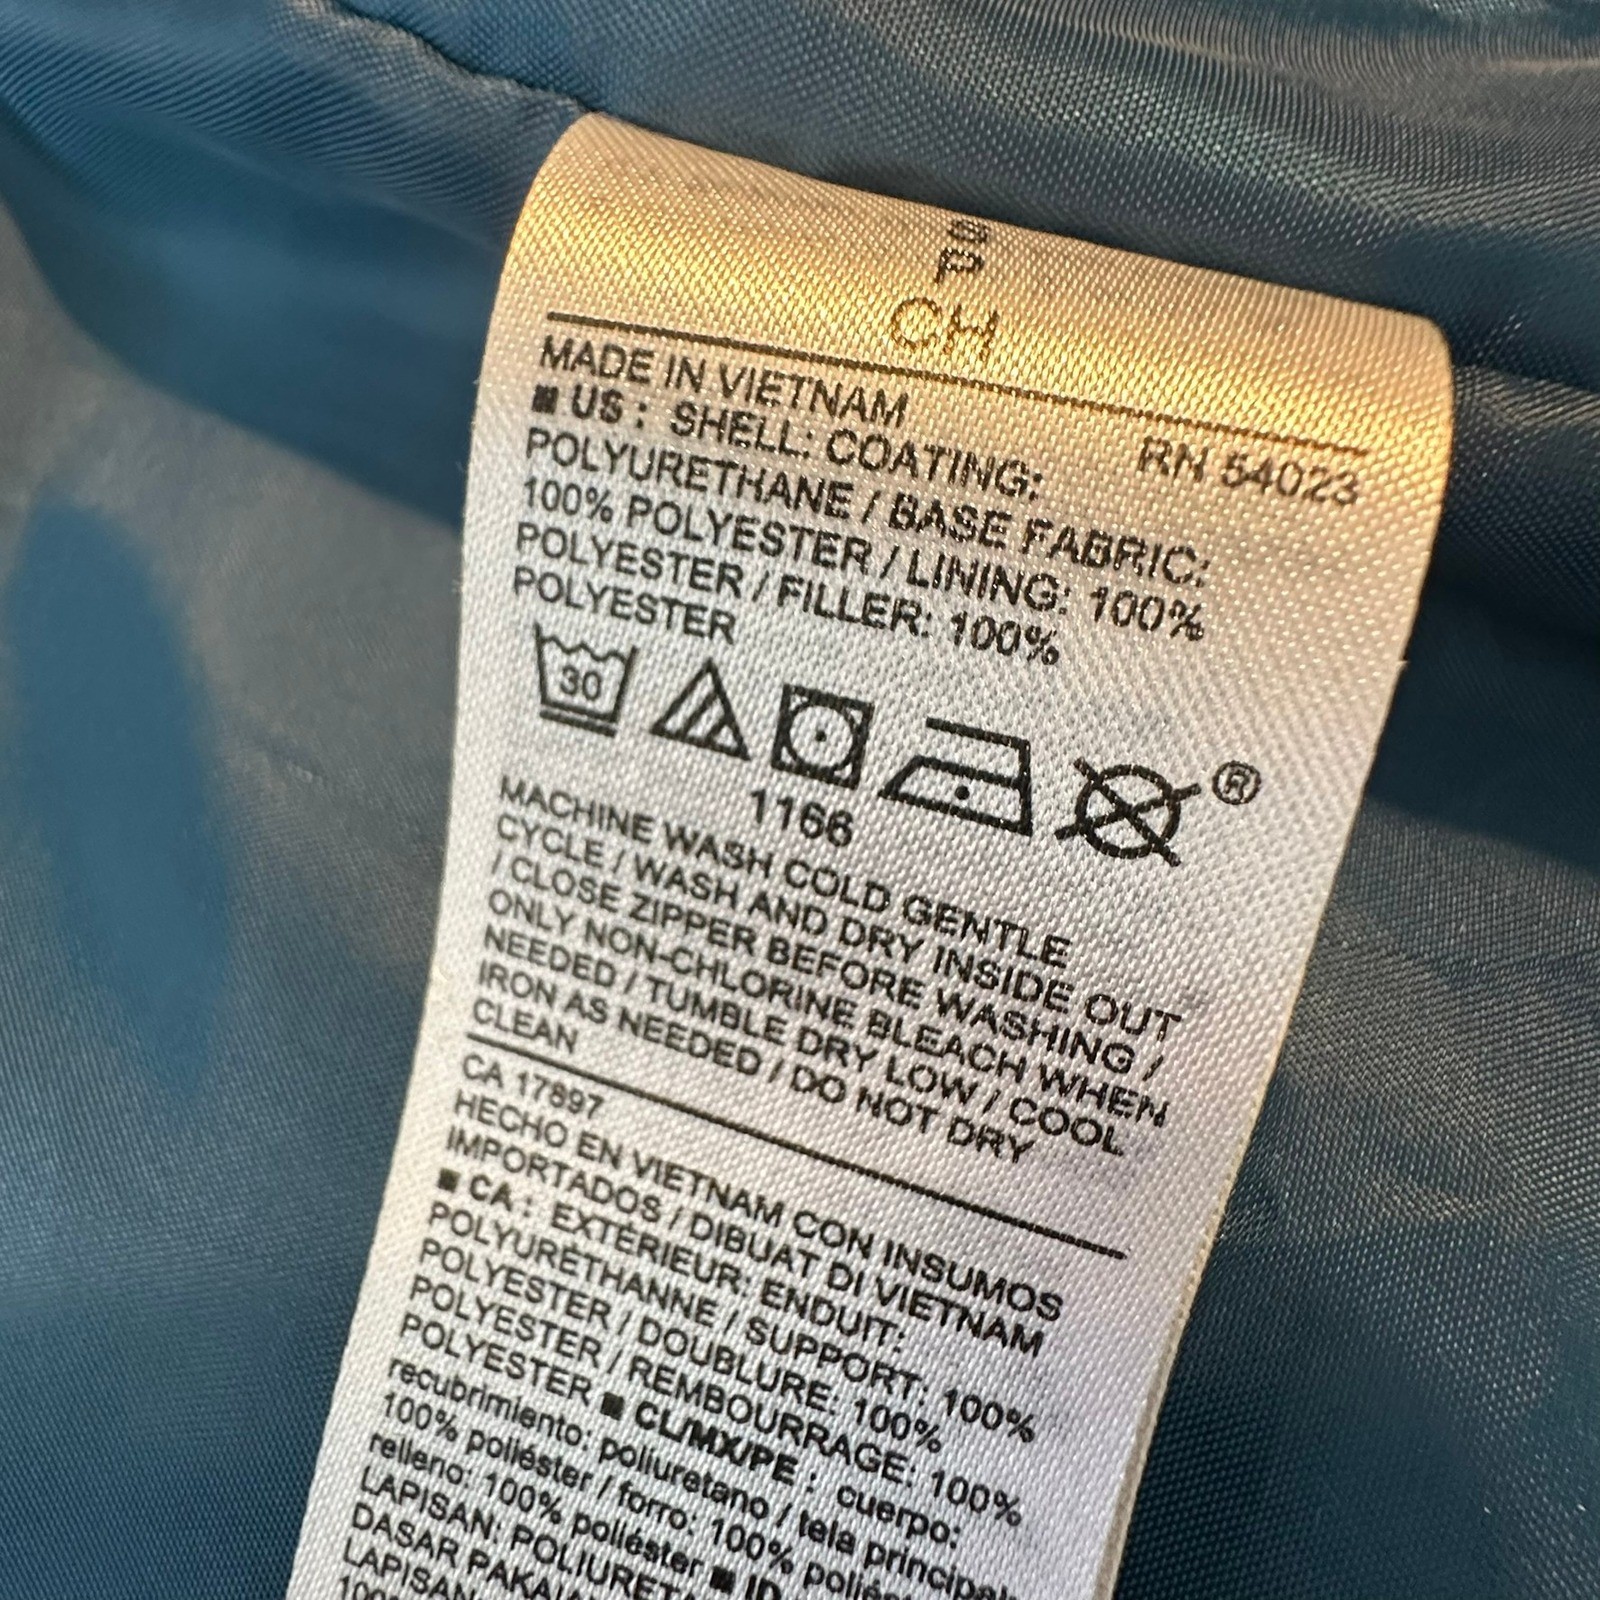 S
P
CH
MADE IN VIETNAM
RN 54023
■ US : SHELL: COATING:
POLYURETHANE / BASE FABRIC:
100% POLYESTER / LINING: 100%
POLYESTER / FILLER: 100%
POLYESTER
30
®
1166
MACHINE WASH COLD GENTLE
CYCLE / WASH AND DRY INSIDE OUT
/ CLOSE ZIPPER BEFORE WASHING /
ONLY NON-CHLORINE BLEACH WHEN
NEEDED / TUMBLE DRY LOW / COOL
IRON AS NEEDED / DO NOT DRY
CLEAN
CA 17897
HECHO EN VIETNAM CON INSUMOS
IMPORTADOS / DIBUAT DI VIETNAM
■ CA : EXTÉRIEUR: ENDUIT:
POLYURÉTHANNE / SUPPORT: 100%
POLYESTER / DOUBLURE: 100%
POLYESTER / REMBOURRAGE: 100%
POLYESTER ■ CL/MX/PE : cuerpo:
recubrimiento: poliuretano / tela principal:
100% poliéster / forro: 100%
relleno: 100% poliéster ■ ID
LAPISAN:
DASAR
LAPISAN